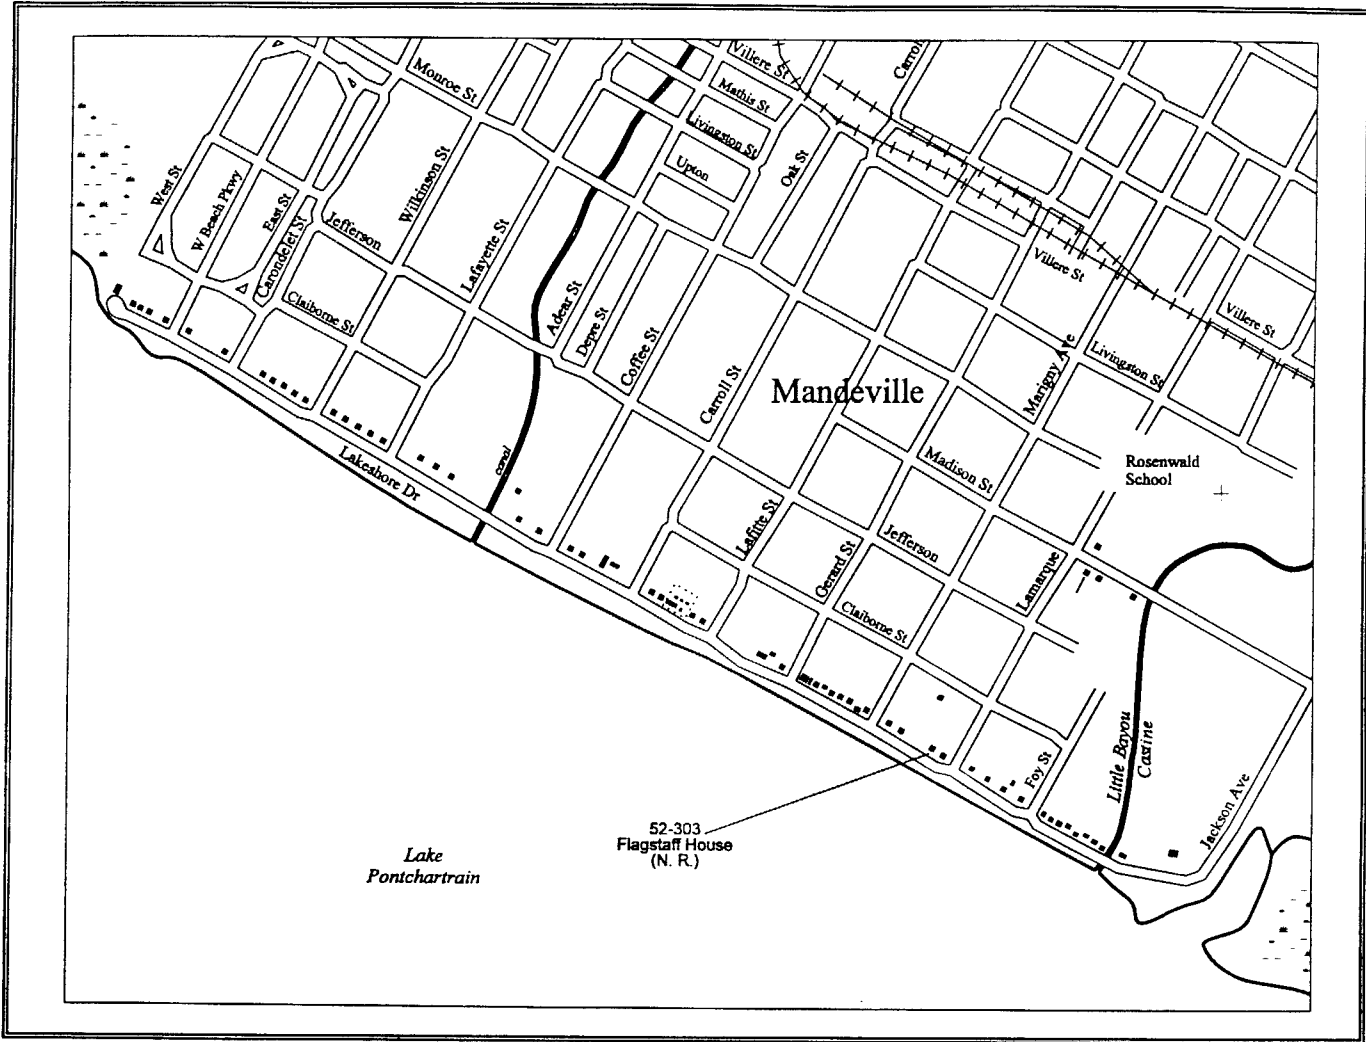 Villere St
Carrol
Monroe St
Mathis St
Livingston St
Upton
Oak St
West St
W Beach Pkwy
East St
Carondelet St
Jefferson
Wilkinson St
Lafayette St
Claiborne St
Adear St
Depre St
Coffee St
Carroll St
Villere St
Villere St
Livingston St
Marigny Ave
Mandeville
Madison St
Rosenwald
School
Lakeshore Dr
canal
Lafitte St
Gerard St
Jefferson
Lamarque
Claiborne St
Foy St
Little Bayou
Castine
Jackson Ave
52-303
Flagstaff House
(N. R.)
Lake
Pontchartrain